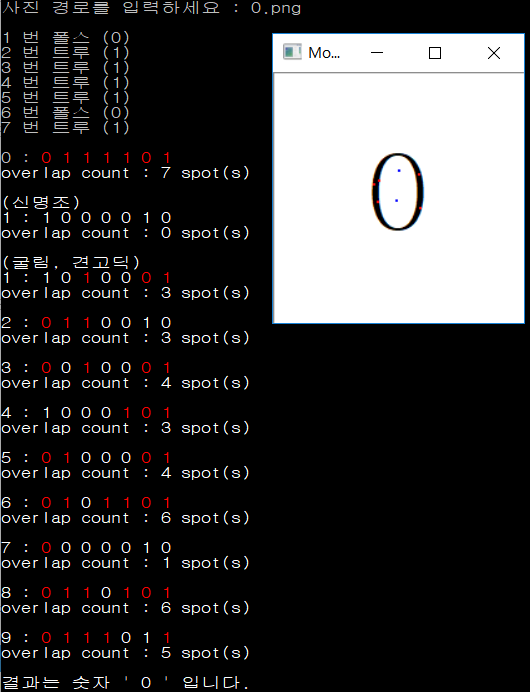 사진 경로를 입력하세요 : 0.png
1 번 폴스 (0)
2 번 트루 (1)
3 번 트루 (1)
4 번 트루 (1)
5 번 트루 (1)
6 번 폴스 (0)
7 번 트루 (1)
0 : 0 1 1 1 1 0 1
overlap count : 7 spot(s)
(신명조)
1 : 1 0 0 0 0 1 0
overlap count : 0 spot(s)
(굴림, 견고딕)
1 : 1 0 1 0 0 0 1
overlap count : 3 spot(s)
2 : 0 1 1 0 0 1 0
overlap count : 3 spot(s)
3 : 0 0 1 0 0 0 1
overlap count : 4 spot(s)
4 : 1 0 0 0 1 0 1
overlap count : 3 spot(s)
5 : 0 1 0 0 0 0 1
overlap count : 4 spot(s)
6 : 0 1 0 1 1 0 1
overlap count : 6 spot(s)
7 : 0 0 0 0 0 1 0
overlap count : 1 spot(s)
8 : 0 1 1 0 1 0 1
overlap count : 6 spot(s)
9 : 0 1 1 1 0 1 1
overlap count : 5 spot(s)
결과는 숫자 ' 0 ' 입니다.
Mo...
0